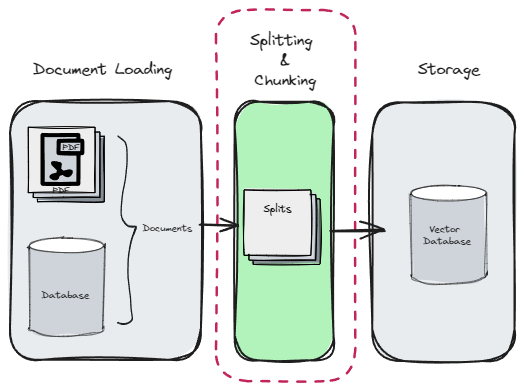 Document Loading
Splitting
&
Chunking
Storage
PDF
PDF
Documents
Database
Splits
Vector
Database